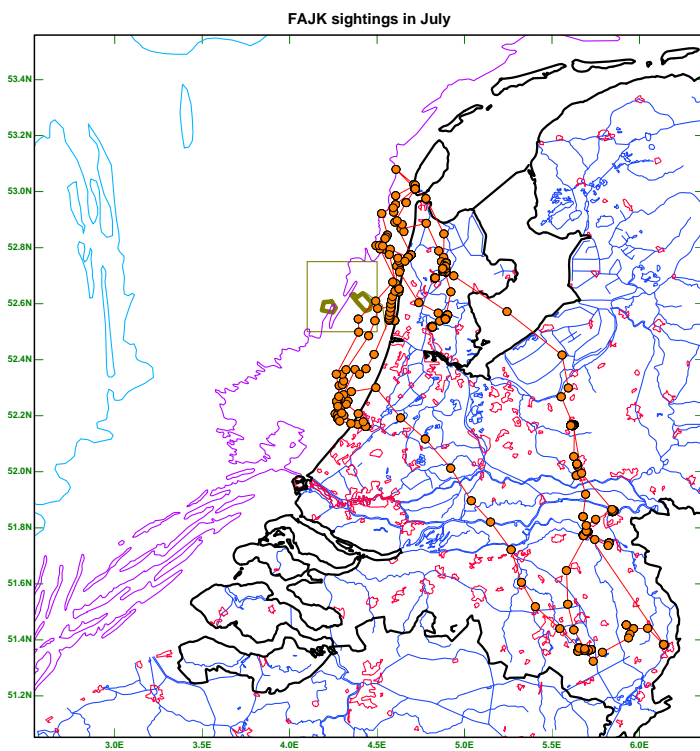 FAJK sightings in July
53.4N
53.2N
53.0N
52.8N
52.6N
52.4N
52.2N
52.0N
51.8N
51.6N
51.4N
51.2N
3.0E 3.5E 4.0E 4.5E 5.0E 5.5E 6.0E